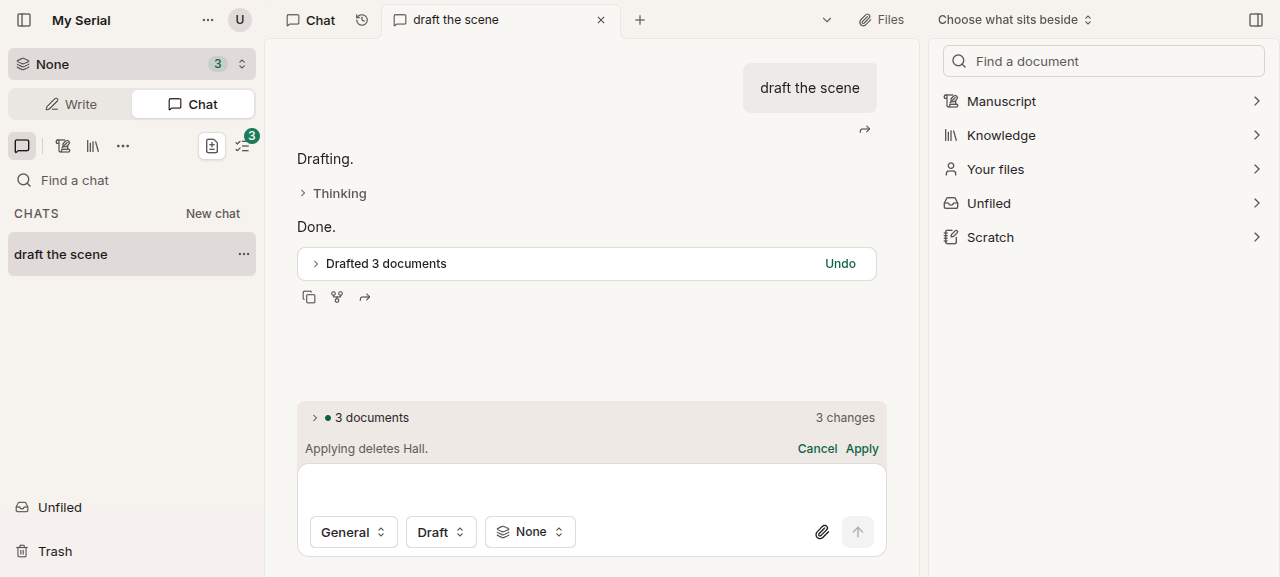 My Serial
U
None
3
Write
Chat
3
Find a chat
CHATS
New chat
draft the scene
Unfiled
Trash
Chat
draft the scene
Files
draft the scene
Drafting.
Thinking
Done.
Drafted 3 documents
Undo
3 documents
3 changes
Applying deletes Hall.
Cancel
Apply
General
Draft
None
Choose what sits beside
Find a document
Manuscript
Knowledge
Your files
Unfiled
Scratch